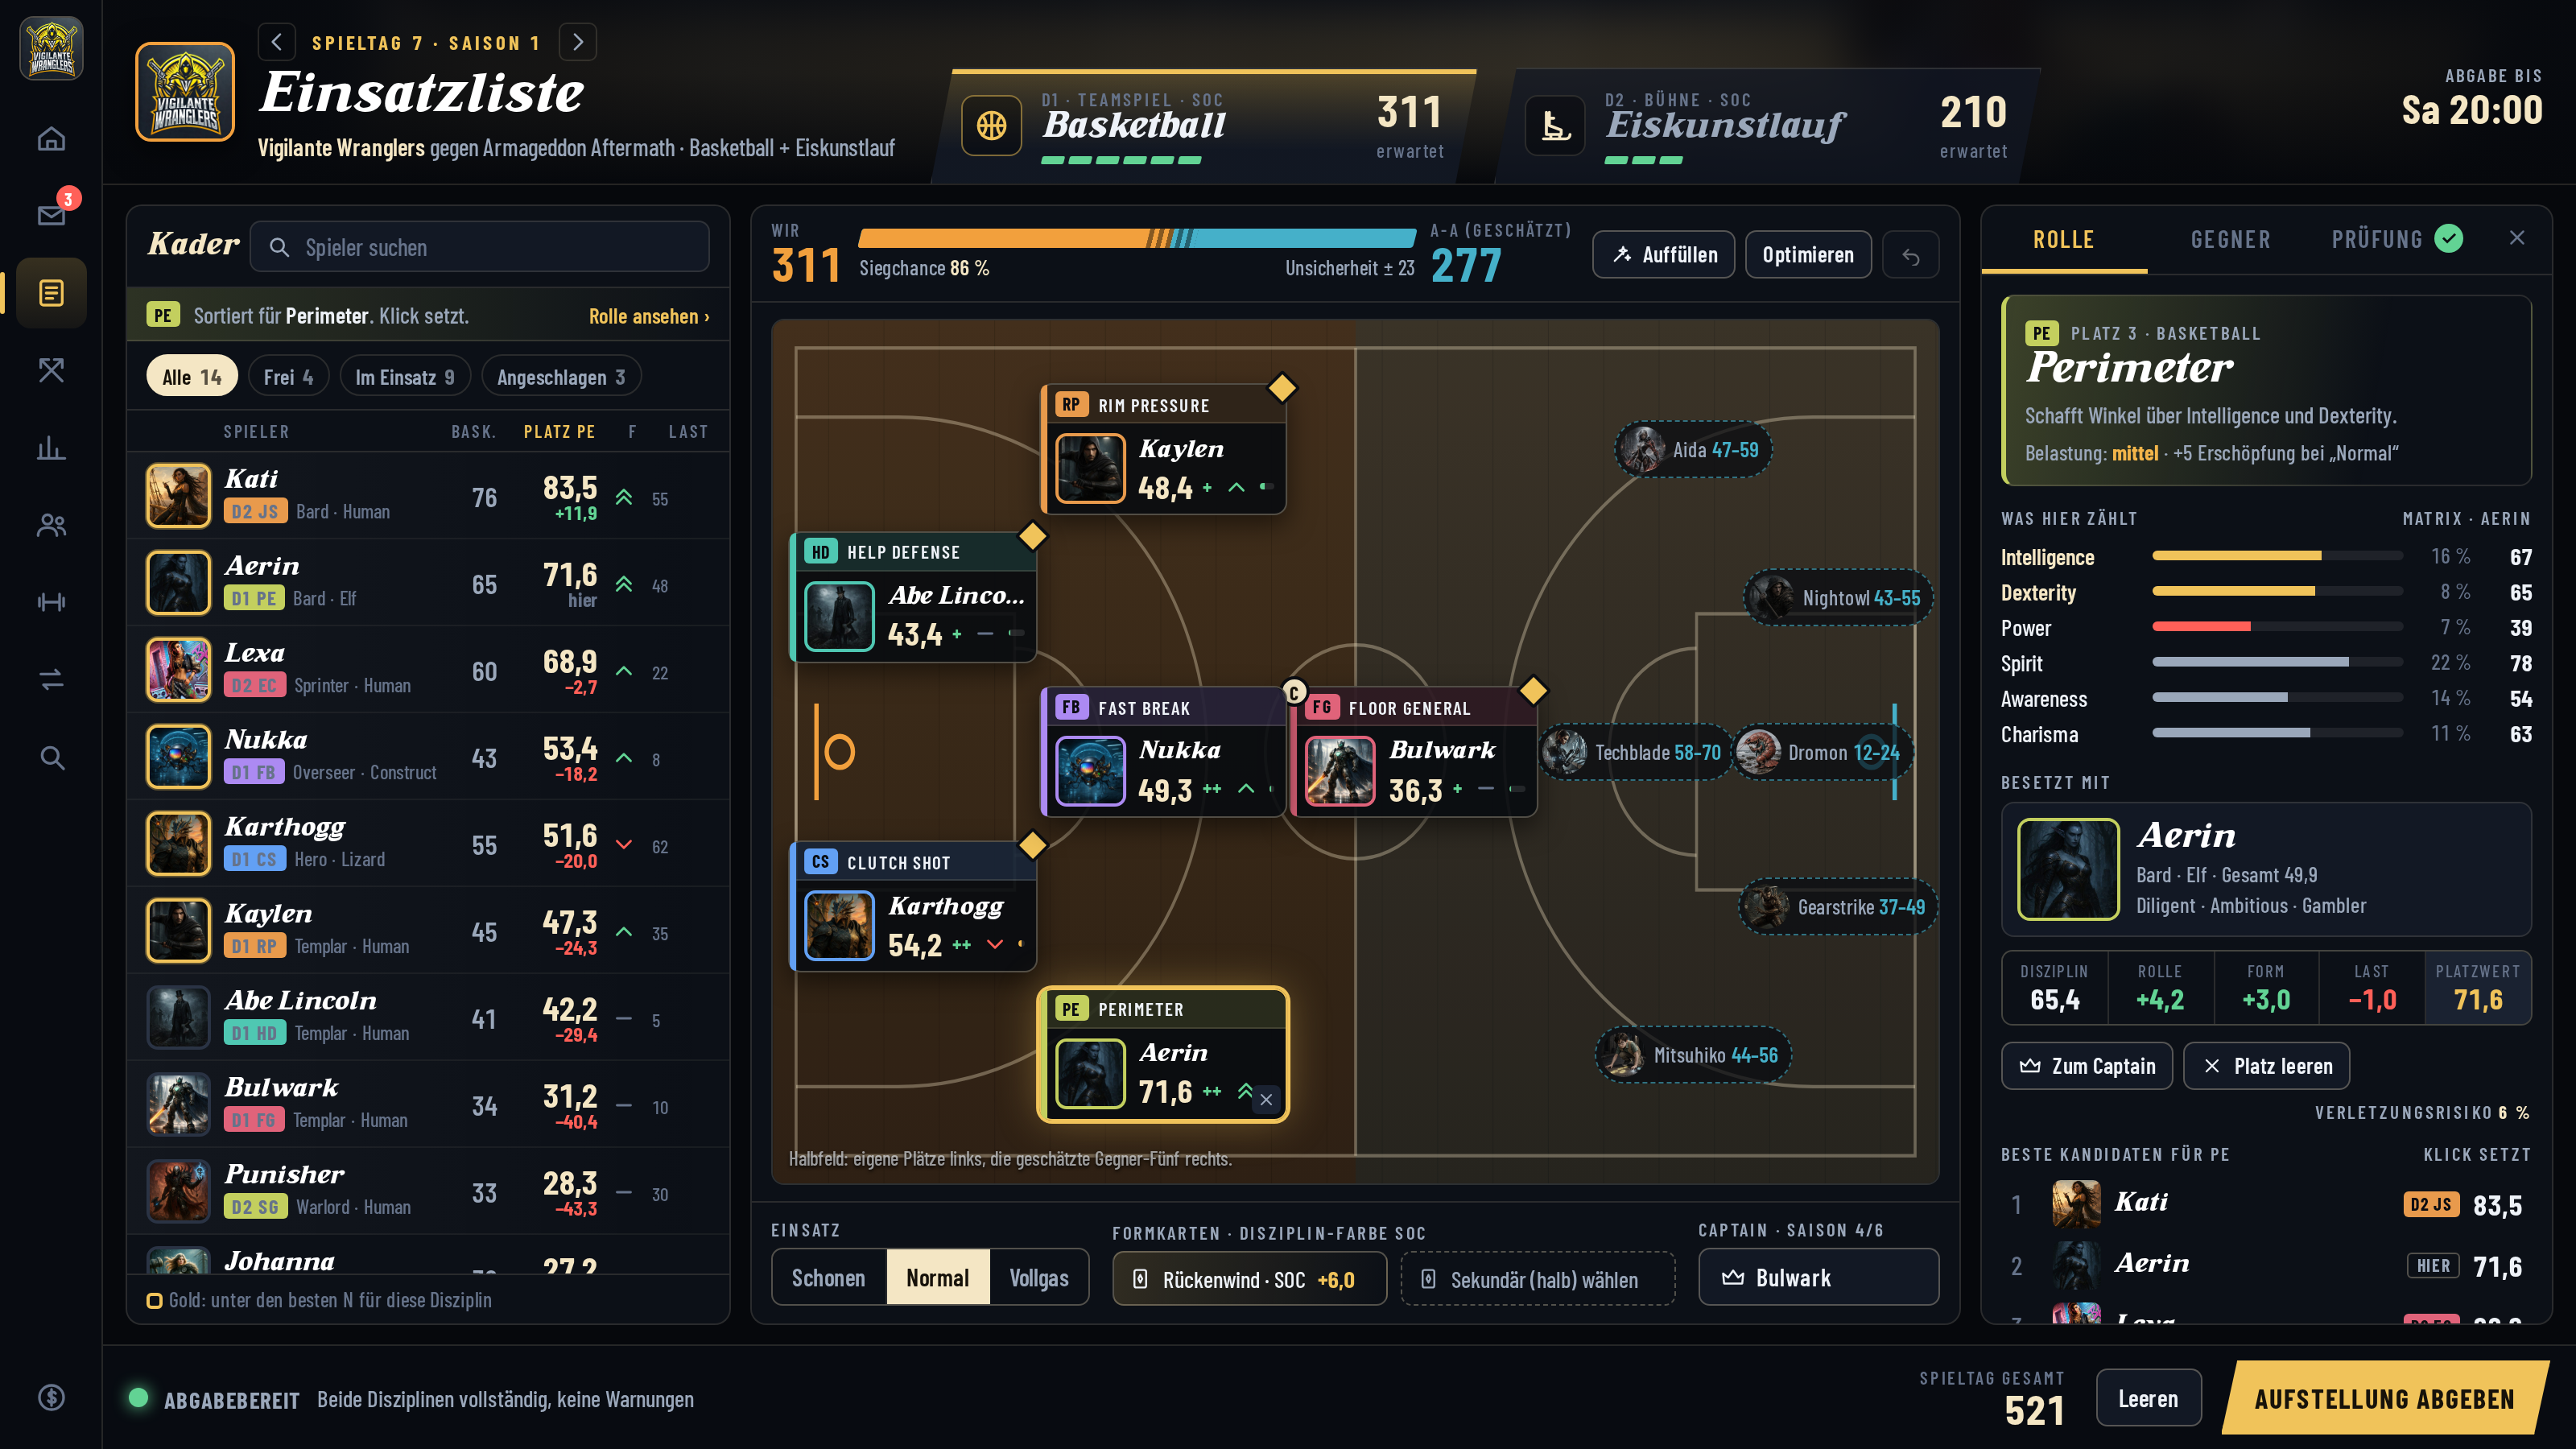 VIGILANTE WRANGLERS
3
VIGILANTE WRANGLERS
SPIELTAG 7 · SAISON 1
Einsatzliste
Vigilante Wranglers gegen Armageddon Aftermath · Basketball + Eiskunstlauf
D1 · TEAMSPIEL · SOC
Basketball
311
erwartet
D2 · BÜHNE · SOC
Eiskunstlauf
210
erwartet
ABGABE BIS
Sa 20:00
Kader
Spieler suchen
PE Sortiert für Perimeter. Klick setzt.
Rolle ansehen ›
Alle 14
Frei 4
Im Einsatz 9
Angeschlagen 3
SPIELER BASK. PLATZ PE F LAST
Kati
D2 JS Bard · Human
76 83,5 +11,9 55
Aerin
D1 PE Bard · Elf
65 71,6 hier 48
Lexa
D2 EC Sprinter · Human
60 68,9 −2,7 22
Nukka
D1 FB Overseer · Construct
43 53,4 −18,2 8
Karthogg
D1 CS Hero · Lizard
55 51,6 −20,0 62
Kaylen
D1 RP Templar · Human
45 47,3 −24,3 35
Abe Lincoln
D1 HD Templar · Human
41 42,2 −29,4 5
Bulwark
D1 FG Templar · Human
34 31,2 −40,4 10
Punisher
D2 SG Warlord · Human
33 28,3 −43,3 30
Johanna
27,2
Gold: unter den besten N für diese Disziplin
WIR
311
Siegchance 86 %
Unsicherheit ± 23
A-A (GESCHÄTZT)
277
Auffüllen
Optimieren
RP RIM PRESSURE
Kaylen
48,4 +
HD HELP DEFENSE
Abe Linco...
43,4 +
FB FAST BREAK
Nukka
49,3 ++
C
FG FLOOR GENERAL
Bulwark
36,3 +
CS CLUTCH SHOT
Karthogg
54,2 ++
PE PERIMETER
Aerin
71,6 ++
Aida 47–59
Nightowl 43–55
Techblade 58–70
Dromon 12–24
Gearstrike 37–49
Mitsuhiko 44–56
Halbfeld: eigene Plätze links, die geschätzte Gegner-Fünf rechts.
EINSATZ
Schonen
Normal
Vollgas
FORMKARTEN · DISZIPLIN-FARBE SOC
Rückenwind · SOC +6,0
Sekundär (halb) wählen
CAPTAIN · SAISON 4/6
Bulwark
ROLLE
GEGNER
PRÜFUNG
PE PLATZ 3 · BASKETBALL
Perimeter
Schafft Winkel über Intelligence und Dexterity.
Belastung: mittel · +5 Erschöpfung bei „Normal“
WAS HIER ZÄHLT
MATRIX · AERIN
Intelligence 16 % 67
Dexterity 8 % 65
Power 7 % 39
Spirit 22 % 78
Awareness 14 % 54
Charisma 11 % 63
BESETZT MIT
Aerin
Bard · Elf · Gesamt 49,9
Diligent · Ambitious · Gambler
DISZIPLIN ROLLE FORM LAST PLATZWERT
65,4 +4,2 +3,0 −1,0 71,6
Zum Captain
Platz leeren
VERLETZUNGSRISIKO 6 %
BESTE KANDIDATEN FÜR PE
KLICK SETZT
1 Kati D2 JS 83,5
2 Aerin HIER 71,6
ABGABEBEREIT Beide Disziplinen vollständig, keine Warnungen
SPIELTAG GESAMT
521
Leeren
AUFSTELLUNG ABGEBEN